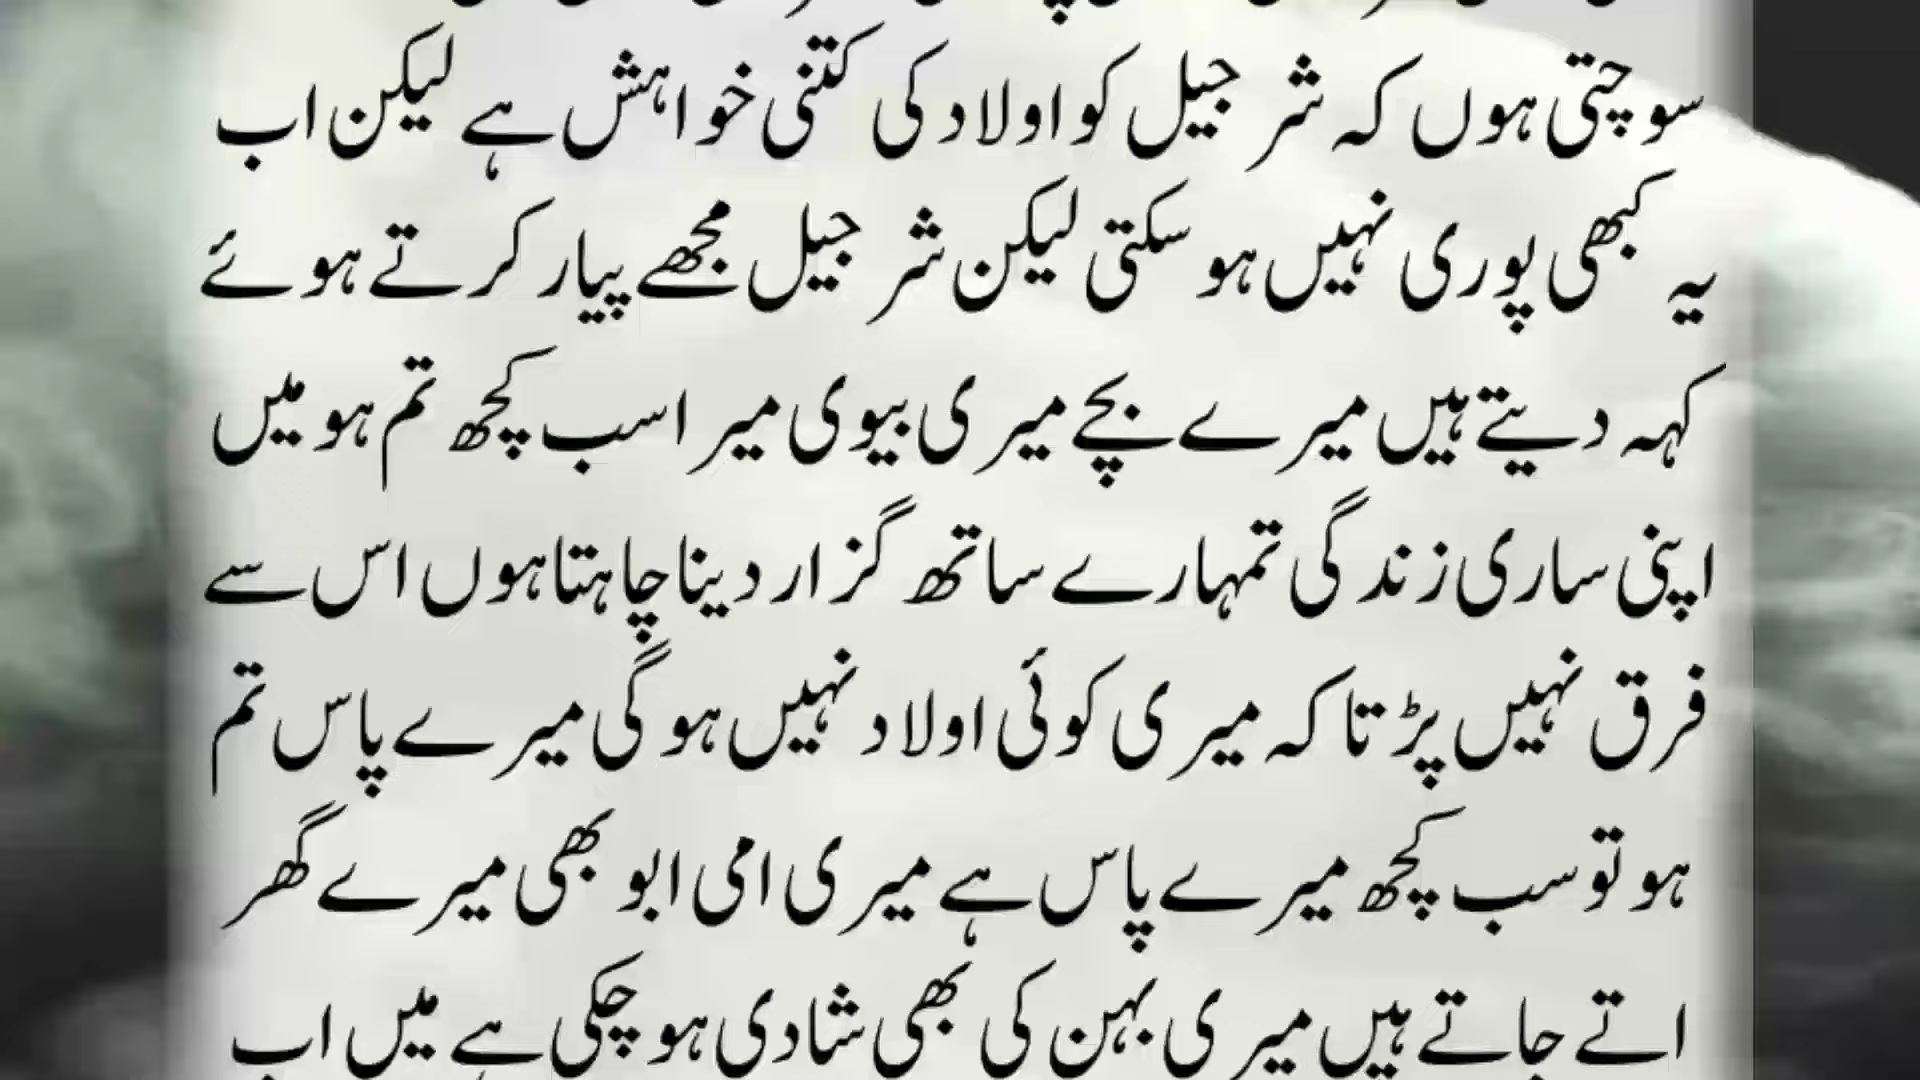 سوچتی ہوں کہ شرجیل کو اولاد کی کتنی خواہش ہے لیکن اب
یہ کبھی پوری نہیں ہو سکتی لیکن شرجیل مجھے پیار کرتے ہوئے
کہہ دیتے ہیں میرے بچے میری بیوی میرا سب کچھ تم ہو میں
اپنی ساری زندگی تمہارے ساتھ گزار دینا چاہتا ہوں اس سے
فرق نہیں پڑتا کہ میری کوئی اولاد نہیں ہوگی میرے پاس تم
ہو تو سب کچھ میرے پاس ہے میری امی ابو بھی میرے گھر
اتے جاتے ہیں میری بہن کی بھی شادی ہو چکی ہے میں اب